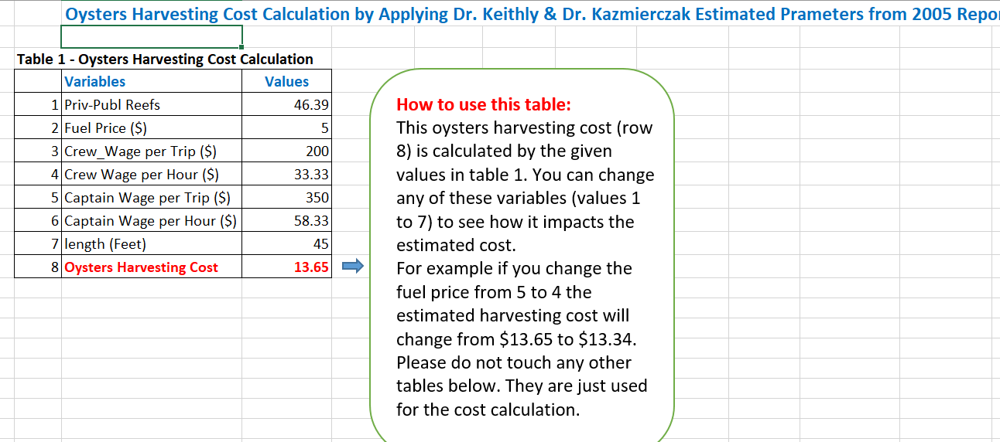 Oysters Harvesting Cost Calculation by Applying Dr. Keithly & Dr. Kazmierczak Estimated Prameters from 2005 Repo
Table 1 - Oysters Harvesting Cost Calculation
Variables Values
1 Priv-Publ Reefs 46.39
2 Fuel Price ($) 5
3 Crew_Wage per Trip ($) 200
4 Crew Wage per Hour ($) 33.33
5 Captain Wage per Trip ($) 350
6 Captain Wage per Hour ($) 58.33
7 length (Feet) 45
8 Oysters Harvesting Cost 13.65
How to use this table:
This oysters harvesting cost (row
8) is calculated by the given
values in table 1. You can change
any of these variables (values 1
to 7) to see how it impacts the
estimated cost.
For example if you change the
fuel price from 5 to 4 the
estimated harvesting cost will
change from $13.65 to $13.34.
Please do not touch any other
tables below. They are just used
for the cost calculation.